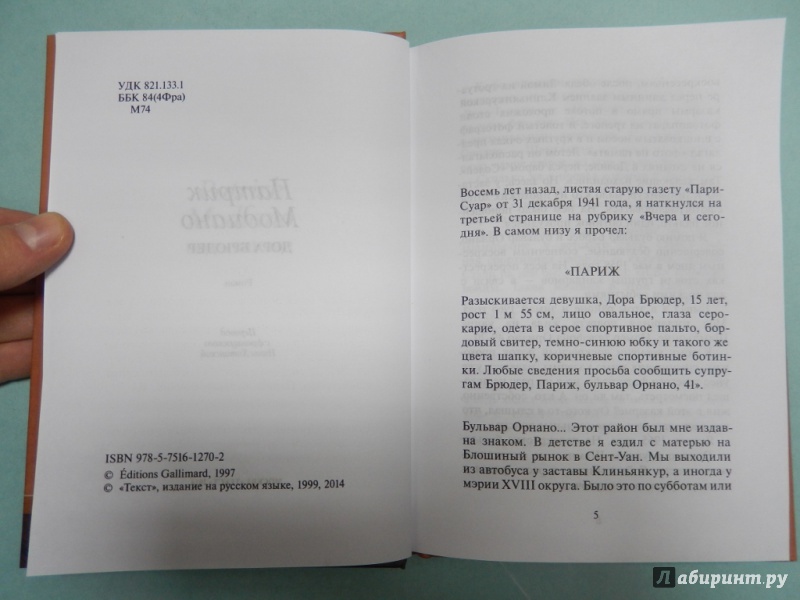 УДК 821.133.1
ББК 84(4Фра)
М74
Патрик
Модиано
ДОРА БРЮДЕР
ISBN 978-5-7516-1270-2
© Éditions Gallimard, 1997
© «Текст», издание на русском языке, 1999, 2014
Восемь лет назад, листая старую газету «Пари-
Суар» от 31 декабря 1941 года, я наткнулся на
третьей странице на рубрику «Вчера и сего-
дня». В самом низу я прочел:
«ПАРИЖ
Разыскивается девушка, Дора Брюдер, 15 лет,
рост 1 м 55 см, лицо овальное, глаза серо-
карие, одета в серое спортивное пальто, бор-
довый свитер, темно-синюю юбку и такого же
цвета шапку, коричневые спортивные ботин-
ки. Любые сведения просьба сообщить супру-
гам Брюдер, Париж, бульвар Орнано, 41».
Бульвар Орнано... Этот район был мне издав-
на знаком. В детстве я ездил с матерью на
Блошиный рынок в Сент-Уан. Мы выходили
из автобуса у заставы Клиньянкур, а иногда у
мэрии XVIII округа. Было это по субботам или
5
лабиринт.ру